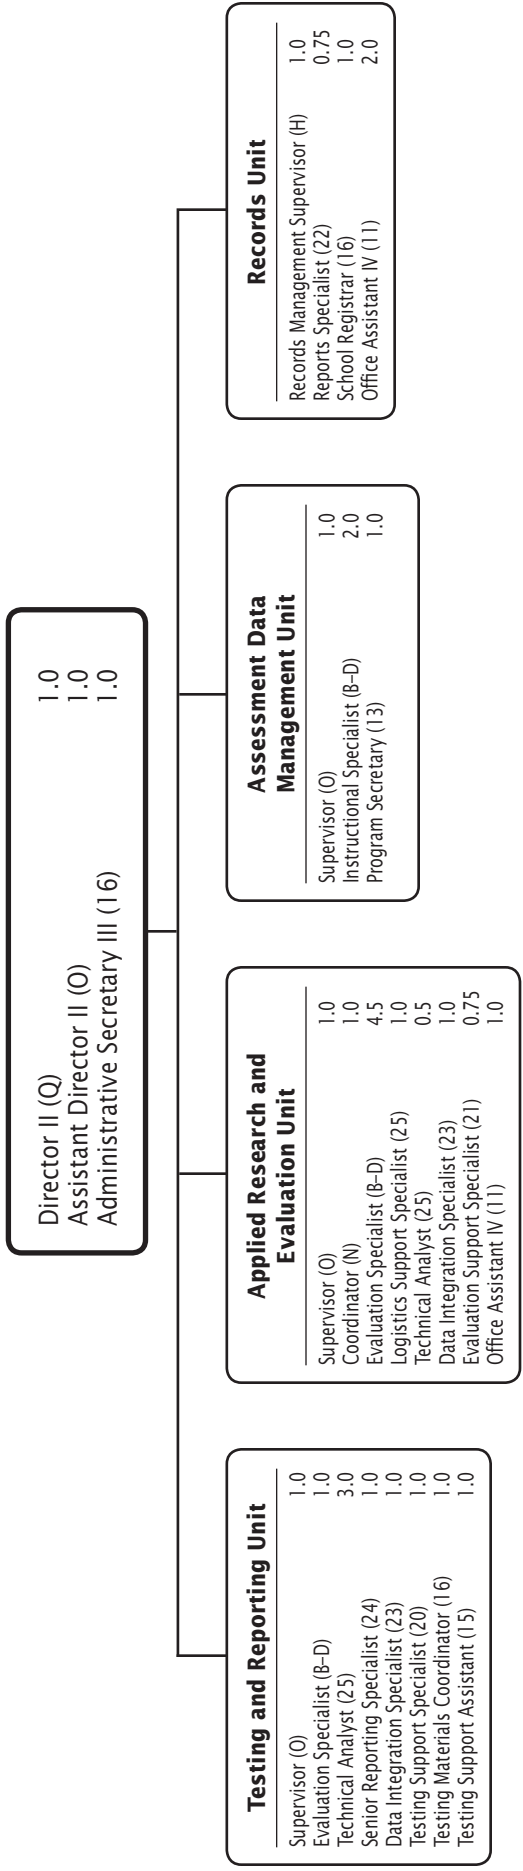 Director II (Q) 1.0
Assistant Director II (O) 1.0
Administrative Secretary III (16) 1.0
Testing and Reporting Unit
Supervisor (O) 1.0
Evaluation Specialist (B–D) 1.0
Technical Analyst (25) 3.0
Senior Reporting Specialist (24) 1.0
Data Integration Specialist (23) 1.0
Testing Support Specialist (20) 1.0
Testing Materials Coordinator (16) 1.0
Testing Support Assistant (15) 1.0
Applied Research and
Evaluation Unit
Supervisor (O) 1.0
Coordinator (N) 1.0
Evaluation Specialist (B–D) 4.5
Logistics Support Specialist (25) 1.0
Technical Analyst (25) 0.5
Data Integration Specialist (23) 1.0
Evaluation Support Specialist (21) 0.75
Office Assistant IV (11) 1.0
Assessment Data
Management Unit
Supervisor (O) 1.0
Instructional Specialist (B–D) 2.0
Program Secretary (13) 1.0
Records Unit
Records Management Supervisor (H) 1.0
Reports Specialist (22) 0.75
School Registrar (16) 1.0
Office Assistant IV (11) 2.0